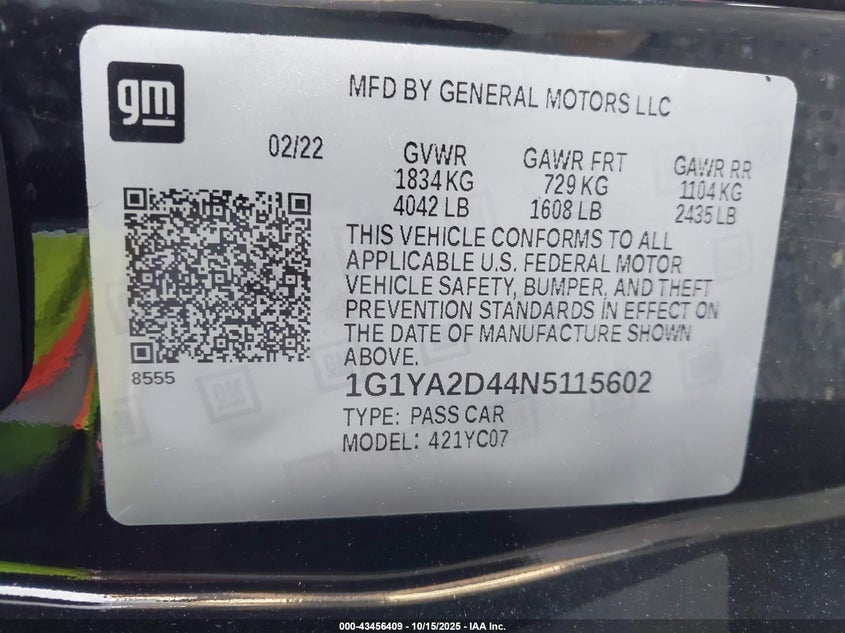 gm
MFD BY GENERAL MOTORS LLC
02/22 GVWR GAWR FRT GAWR RR
1834 KG 729 KG 1104 KG
4042 LB 1608 LB 2435 LB
THIS VEHICLE CONFORMS TO ALL
APPLICABLE U.S. FEDERAL MOTOR
VEHICLE SAFETY, BUMPER, AND THEFT
PREVENTION STANDARDS IN EFFECT ON
THE DATE OF MANUFACTURE SHOWN
ABOVE.
8555
1G1YA2D44N5115602
TYPE: PASS CAR
MODEL: 421YC07
000-43456409 - 10/15/2025 - IAA Inc.